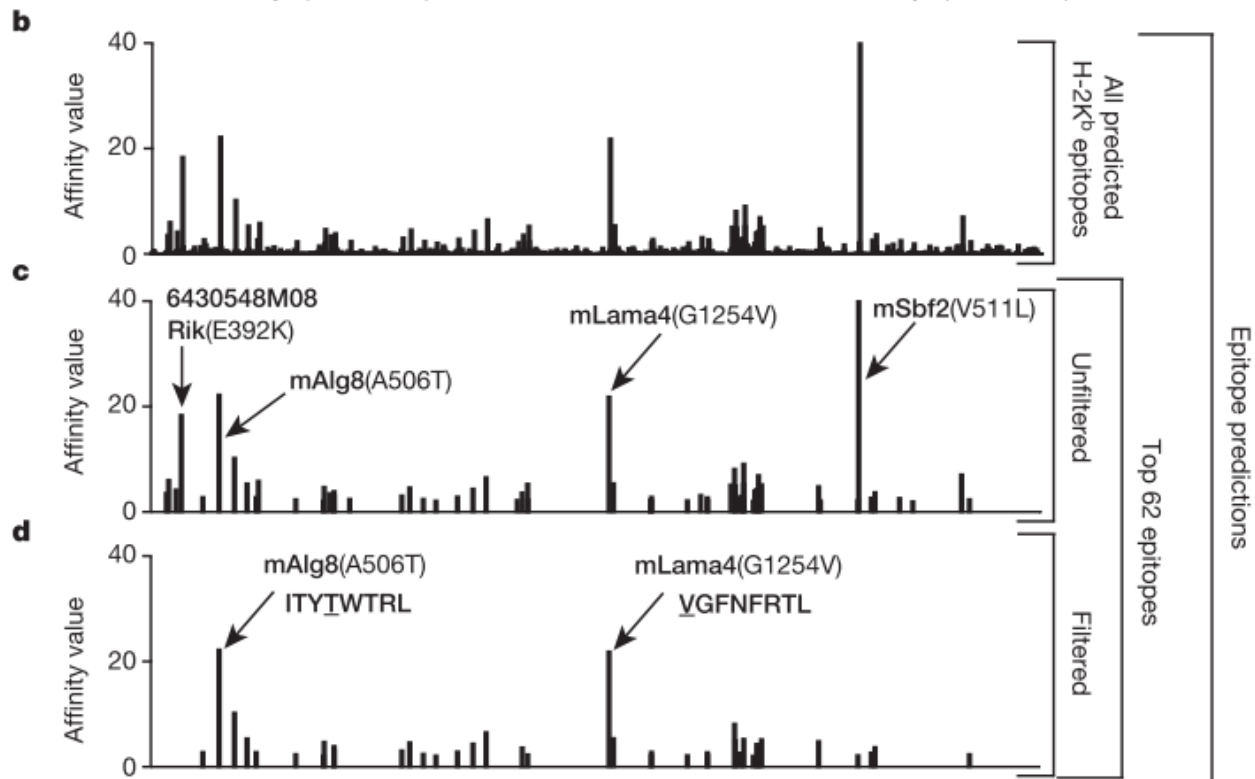 b
40
20
0
Affinity value
All predicted
H-2Kᵇ epitopes
c
40
20
0
Affinity value
6430548M08
Rik(E392K)
mAlg8(A506T)
mLama4(G1254V)
mSbf2(V511L)
Unfiltered
d
40
20
0
Affinity value
mAlg8(A506T)
ITYTWTRL
mLama4(G1254V)
VGFNFRTL
Filtered
Top 62 epitopes
Epitope predictions